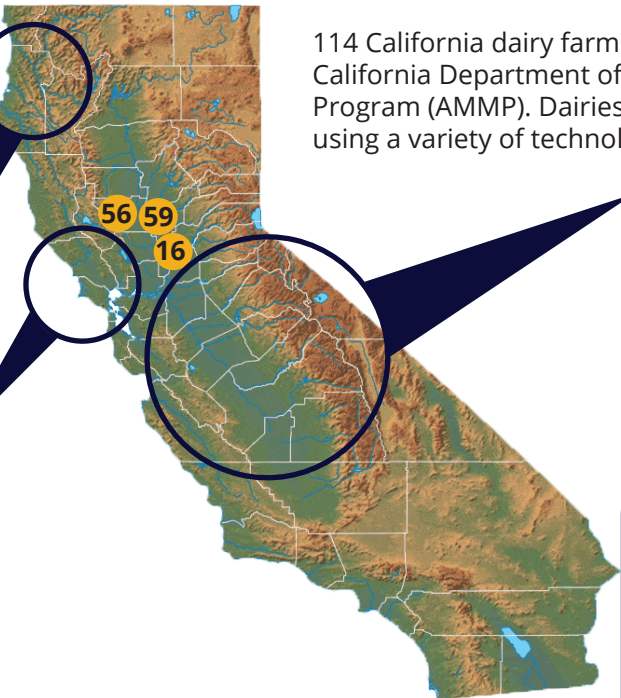 114 California dairy farm
California Department of
Program (AMMP). Dairies
using a variety of technol
56 59
16